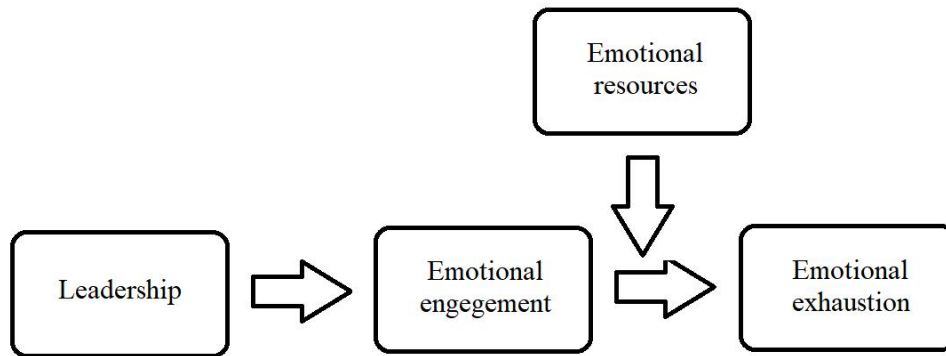 Emotional
resources
Leadership
Emotional
engegement
Emotional
exhaustion